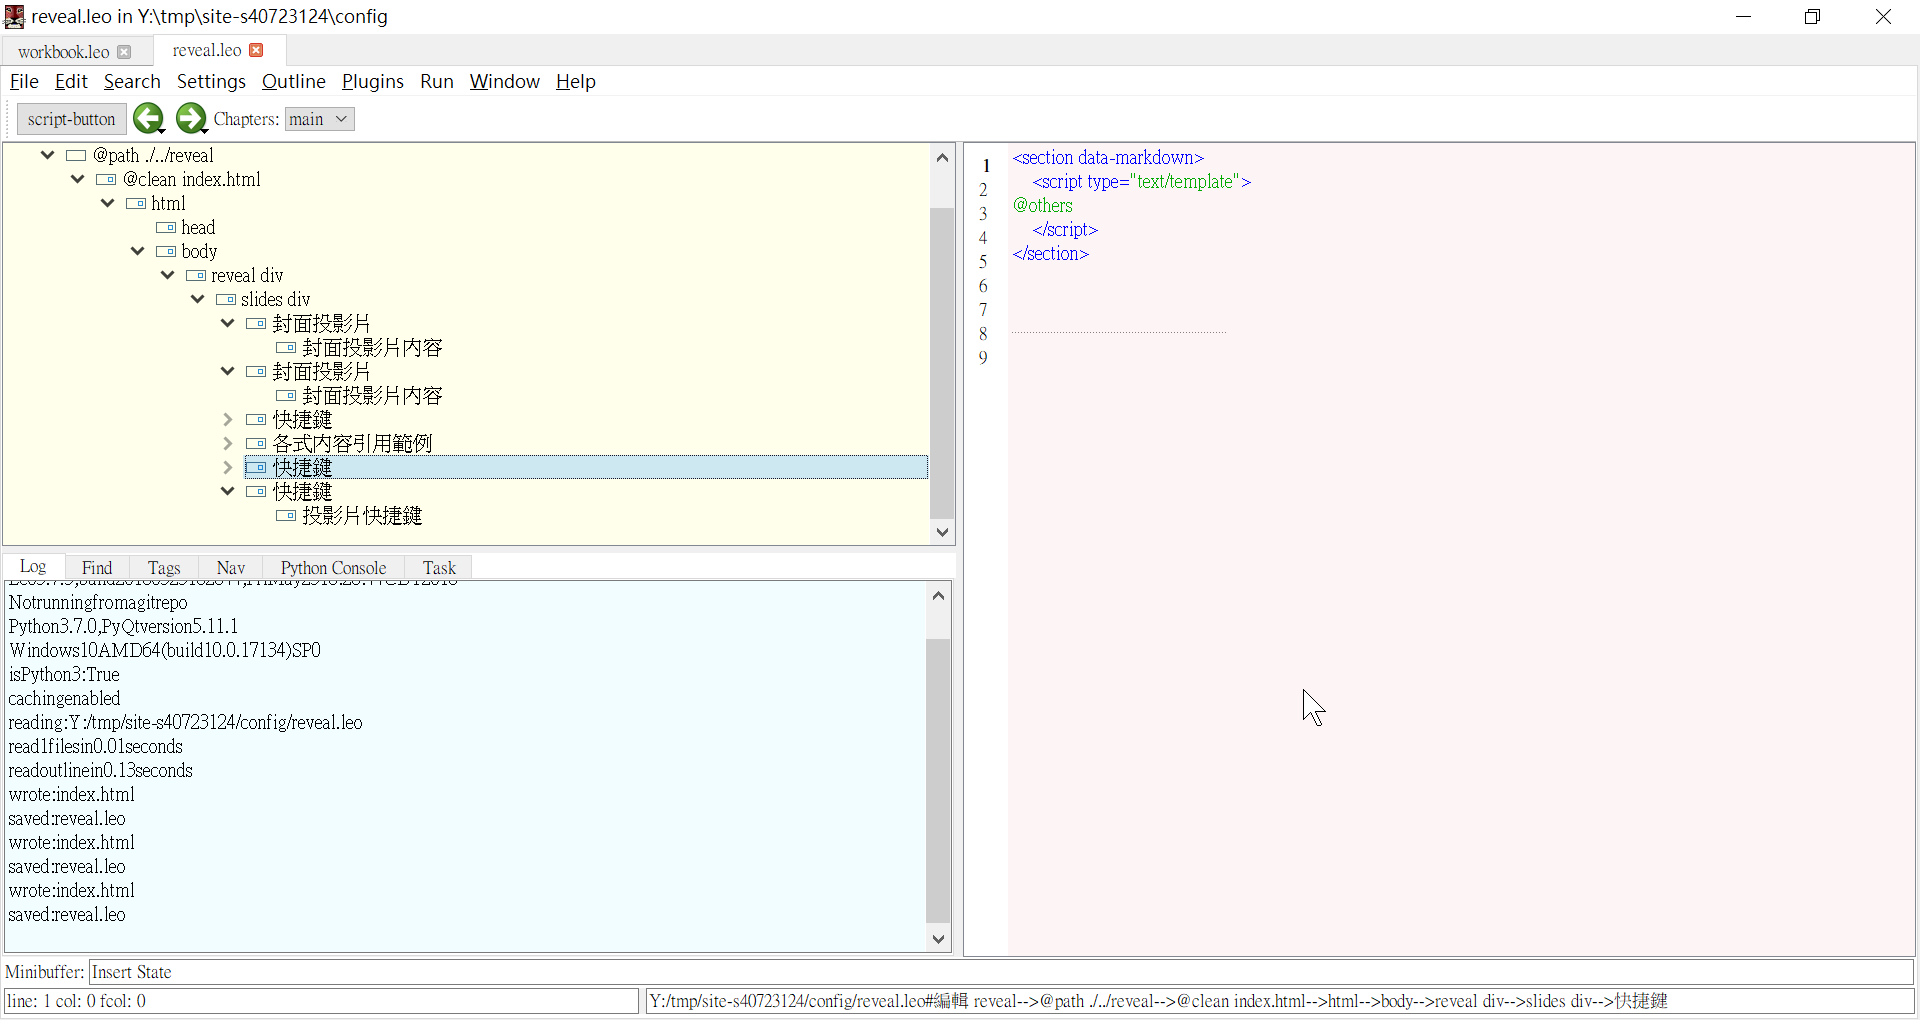 reveal.leo in Y:\tmp\site-s40723124\config
workbook.leo
reveal.leo
File Edit Search Settings Outline Plugins Run Window Help
script-button Chapters: main
@path ./../reveal
@clean index.html
html
head
body
reveal div
slides div
封面投影片
封面投影片內容
封面投影片
封面投影片內容
快捷鍵
各式內容引用範例
快捷鍵
快捷鍵
投影片快捷鍵
Log Find Tags Nav Python Console Task
Notrunningfromagitrepo
Python3.7.0,PyQtversion5.11.1
Windows10AMD64(build10.0.17134)SP0
isPython3:True
cachingenabled
reading:Y:/tmp/site-s40723124/config/reveal.leo
read1filesin0.01seconds
readoutlinein0.13seconds
wrote:index.html
saved:reveal.leo
wrote:index.html
saved:reveal.leo
wrote:index.html
saved:reveal.leo
1 <section data-markdown>
2 <script type="text/template">
3 @others
4 </script>
5 </section>
6
7
8
9
Minibuffer: Insert State
line: 1 col: 0 fcol: 0
Y:/tmp/site-s40723124/config/reveal.leo#編輯 reveal-->@path ./../reveal-->@clean index.html-->html-->body-->reveal div-->slides div-->快捷鍵